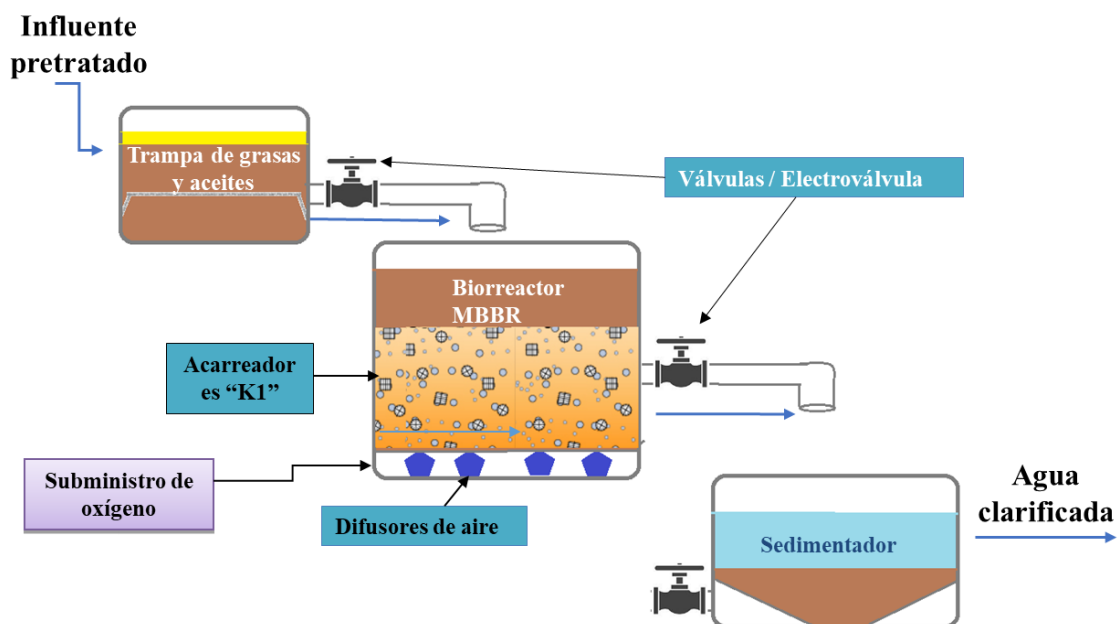 Influente
pretratado
Trampa de grasas
y aceites
Válvulas / Electroválvula
Biorreactor
MBBR
Acarreador
es “K1”
Subministro de
oxígeno
Difusores de aire
Agua
clarificada
Sedimentador